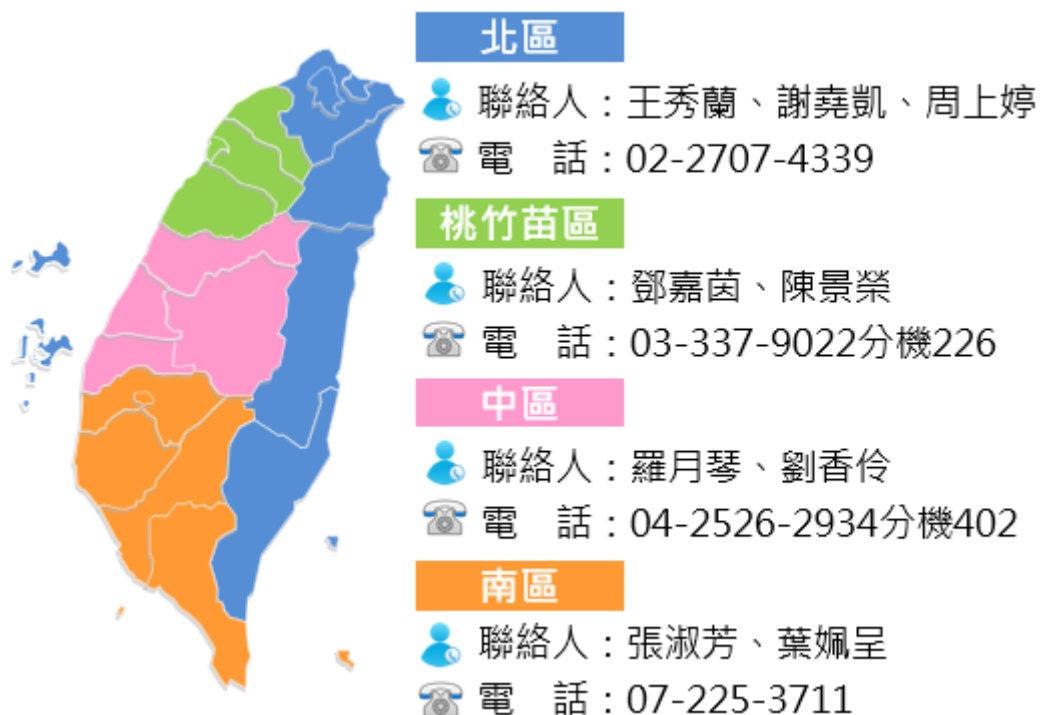 北區
聯絡人：王秀蘭、謝堯凱、周上婷
電　話：02-2707-4339
桃竹苗區
聯絡人：鄧嘉茵、陳景榮
電　話：03-337-9022分機226
中區
聯絡人：羅月琴、劉香伶
電　話：04-2526-2934分機402
南區
聯絡人：張淑芳、葉姵呈
電　話：07-225-3711